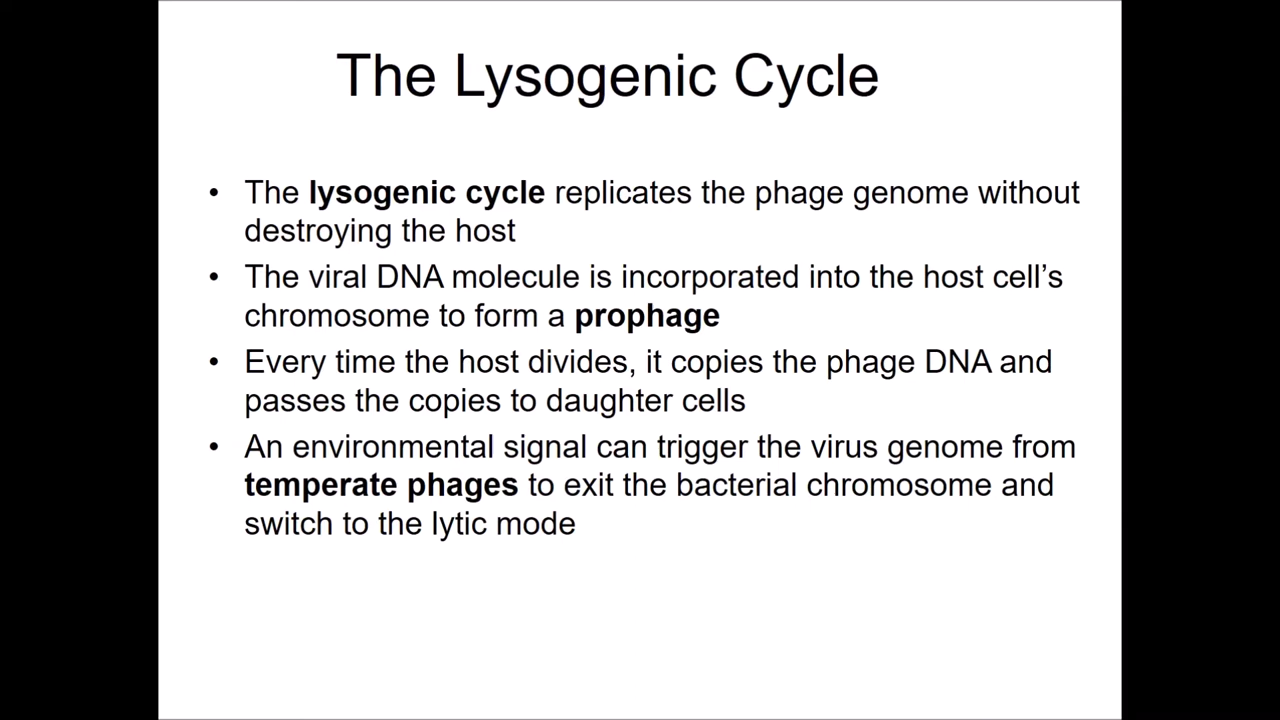 The Lysogenic Cycle
• The lysogenic cycle replicates the phage genome without
destroying the host
• The viral DNA molecule is incorporated into the host cell’s
chromosome to form a prophage
• Every time the host divides, it copies the phage DNA and
passes the copies to daughter cells
• An environmental signal can trigger the virus genome from
temperate phages to exit the bacterial chromosome and
switch to the lytic mode